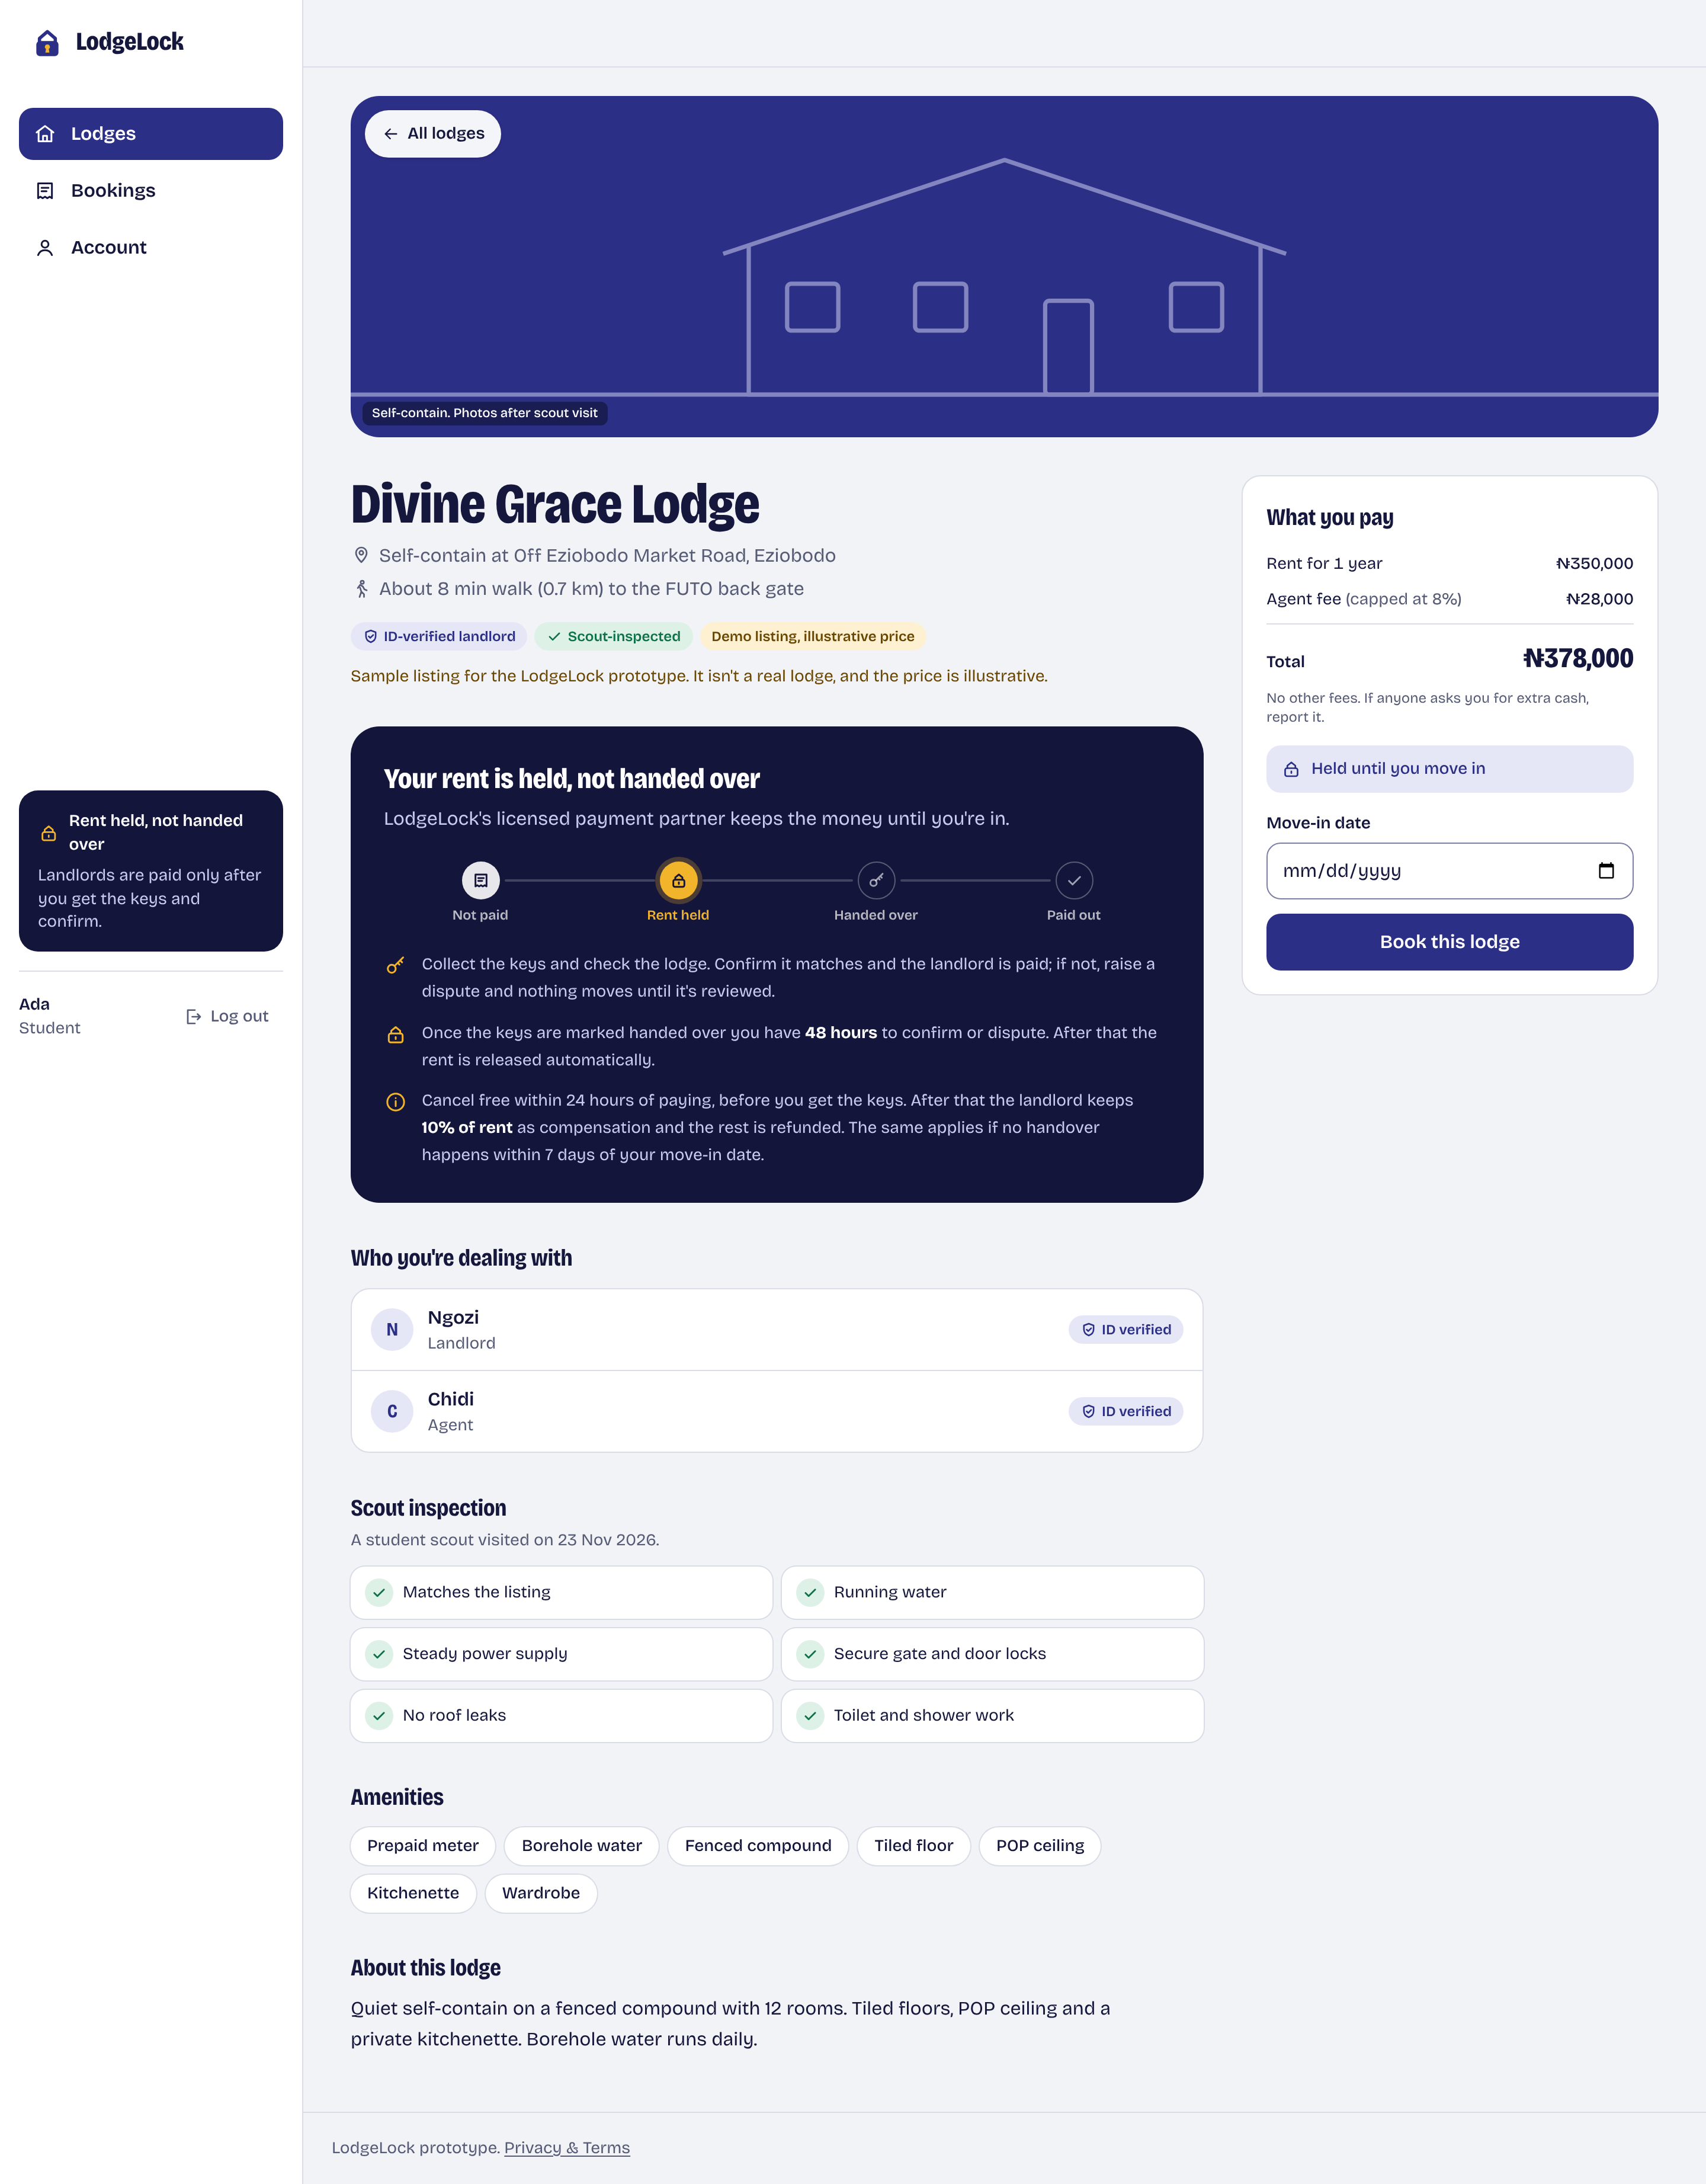 LodgeLock
Lodges
Bookings
Account
Rent held, not handed
over
Landlords are paid only after
you get the keys and
confirm.
Ada
Student
Log out
All lodges
Self-contain. Photos after scout visit
Divine Grace Lodge
Self-contain at Off Eziobodo Market Road, Eziobodo
About 8 min walk (0.7 km) to the FUTO back gate
ID-verified landlord
Scout-inspected
Demo listing, illustrative price
Sample listing for the LodgeLock prototype. It isn't a real lodge, and the price is illustrative.
Your rent is held, not handed over
LodgeLock's licensed payment partner keeps the money until you're in.
Not paid
Rent held
Handed over
Paid out
Collect the keys and check the lodge. Confirm it matches and the landlord is paid; if not, raise a
dispute and nothing moves until it's reviewed.
Once the keys are marked handed over you have 48 hours to confirm or dispute. After that the
rent is released automatically.
Cancel free within 24 hours of paying, before you get the keys. After that the landlord keeps
10% of rent as compensation and the rest is refunded. The same applies if no handover
happens within 7 days of your move-in date.
Who you're dealing with
N
Ngozi
Landlord
ID verified
C
Chidi
Agent
ID verified
Scout inspection
A student scout visited on 23 Nov 2026.
Matches the listing
Running water
Steady power supply
Secure gate and door locks
No roof leaks
Toilet and shower work
Amenities
Prepaid meter
Borehole water
Fenced compound
Tiled floor
POP ceiling
Kitchenette
Wardrobe
About this lodge
Quiet self-contain on a fenced compound with 12 rooms. Tiled floors, POP ceiling and a
private kitchenette. Borehole water runs daily.
What you pay
Rent for 1 year ₦350,000
Agent fee (capped at 8%) ₦28,000
Total ₦378,000
No other fees. If anyone asks you for extra cash,
report it.
Held until you move in
Move-in date
mm/dd/yyyy
Book this lodge
LodgeLock prototype. Privacy & Terms